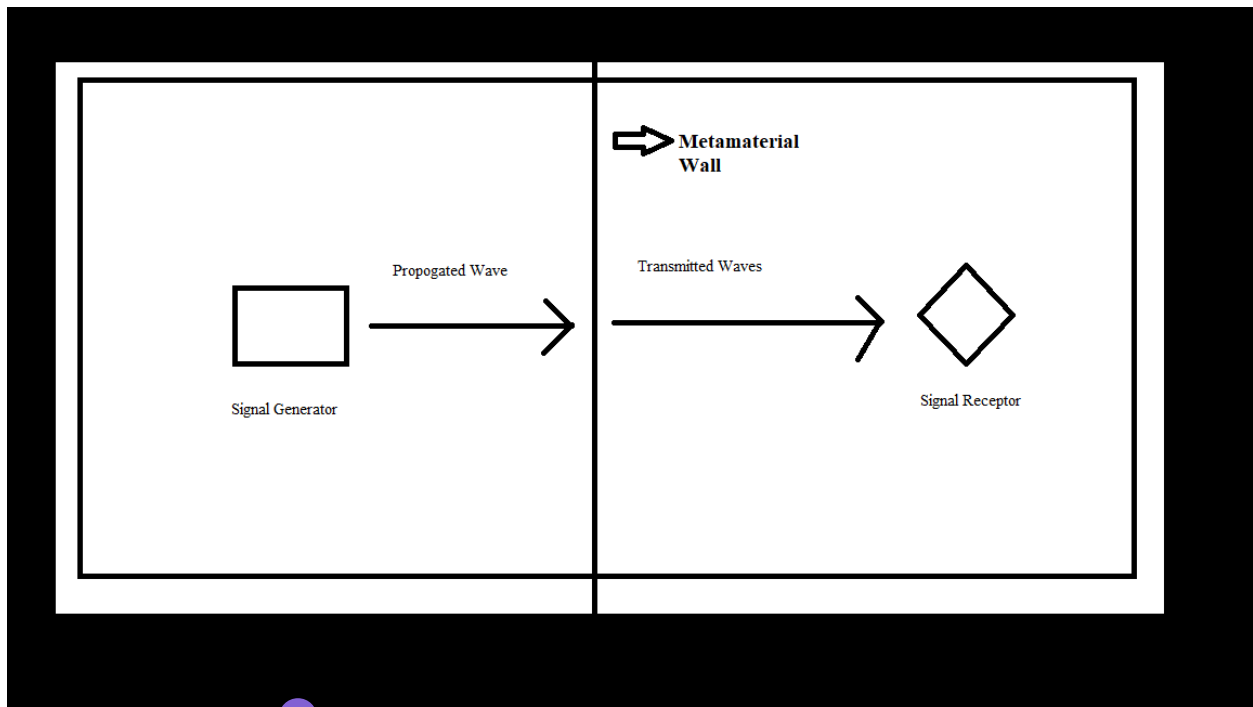 Metamaterial
Wall
Propogated Wave
Transmitted Waves
Signal Generator
Signal Receptor